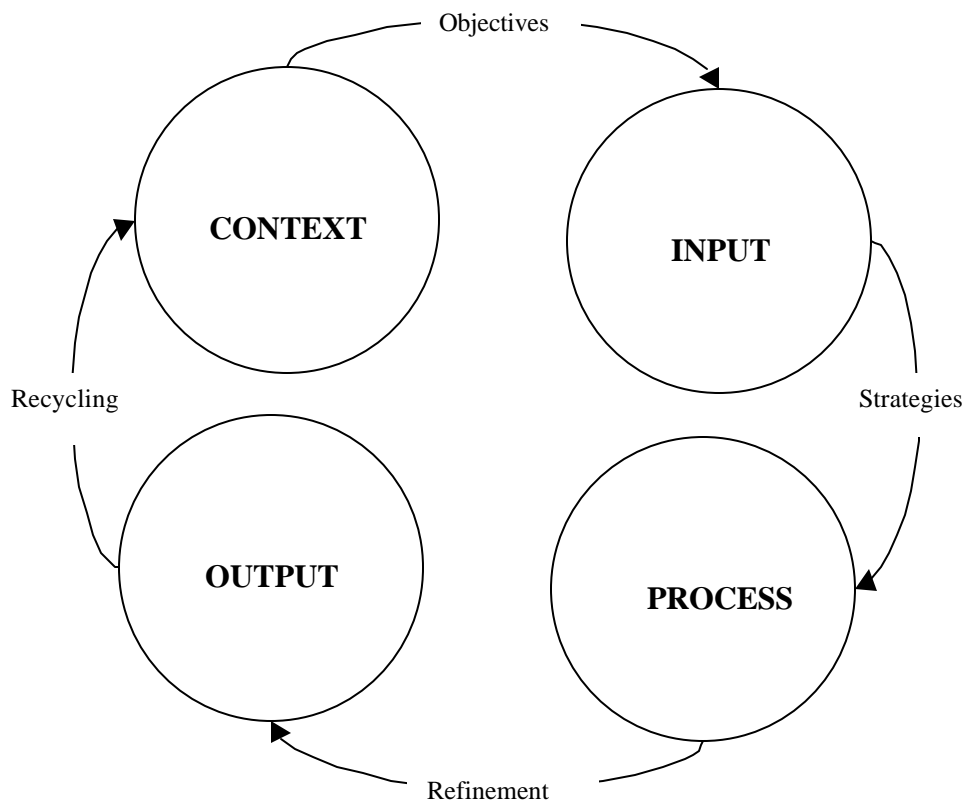 Objectives
CONTEXT
INPUT
Recycling
Strategies
OUTPUT
PROCESS
Refinement